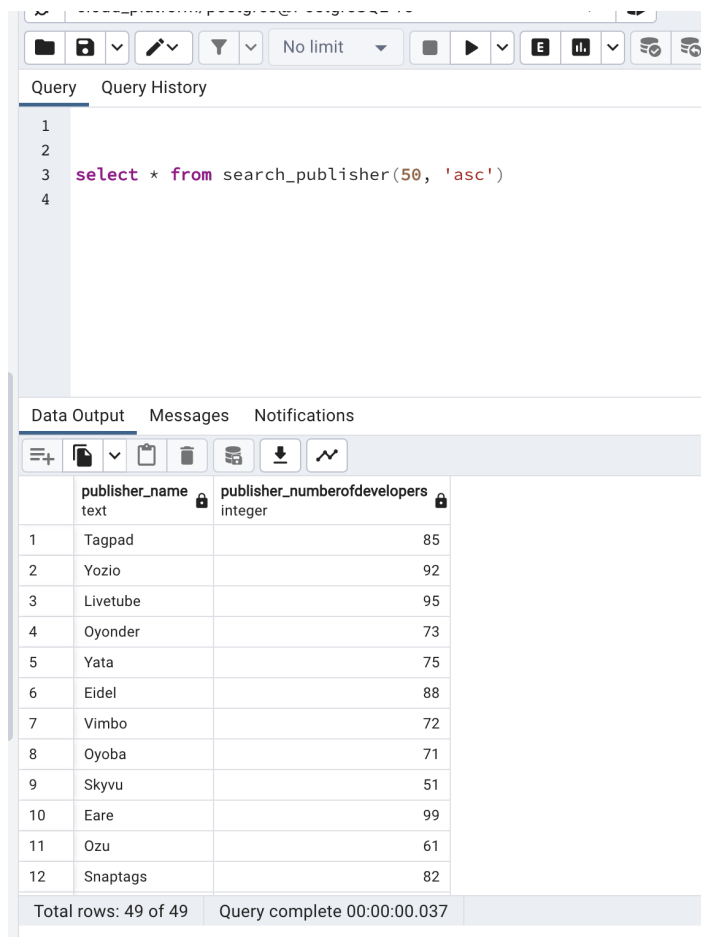 No limit
E
Query Query History
1
2
3 select * from search_publisher(50, 'asc')
4
Data Output Messages Notifications
publisher_name publisher_numberofdevelopers
text integer
1 Tagpad 85
2 Yozio 92
3 Livetube 95
4 Oyonder 73
5 Yata 75
6 Eidel 88
7 Vimbo 72
8 Oyoba 71
9 Skyvu 51
10 Eare 99
11 Ozu 61
12 Snaptags 82
Total rows: 49 of 49 Query complete 00:00:00.037